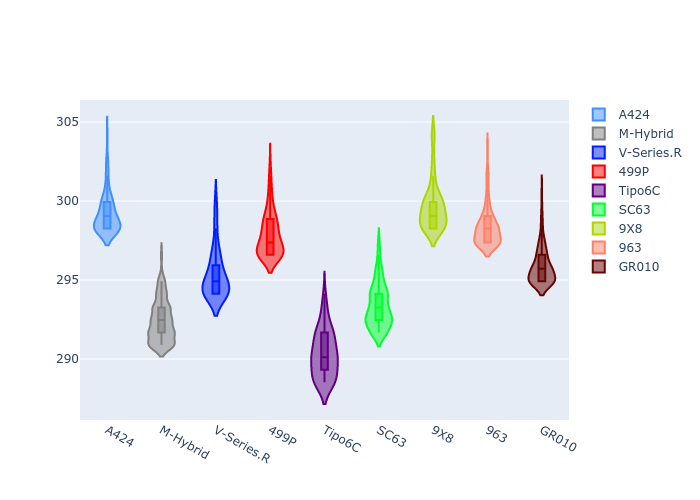 305
300
295
290
A424
M-Hybrid
V-Series.R
499P
Tipo6C
SC63
9X8
963
GR010
A424
M-Hybrid
V-Series.R
499P
Tipo6C
SC63
9X8
963
GR010